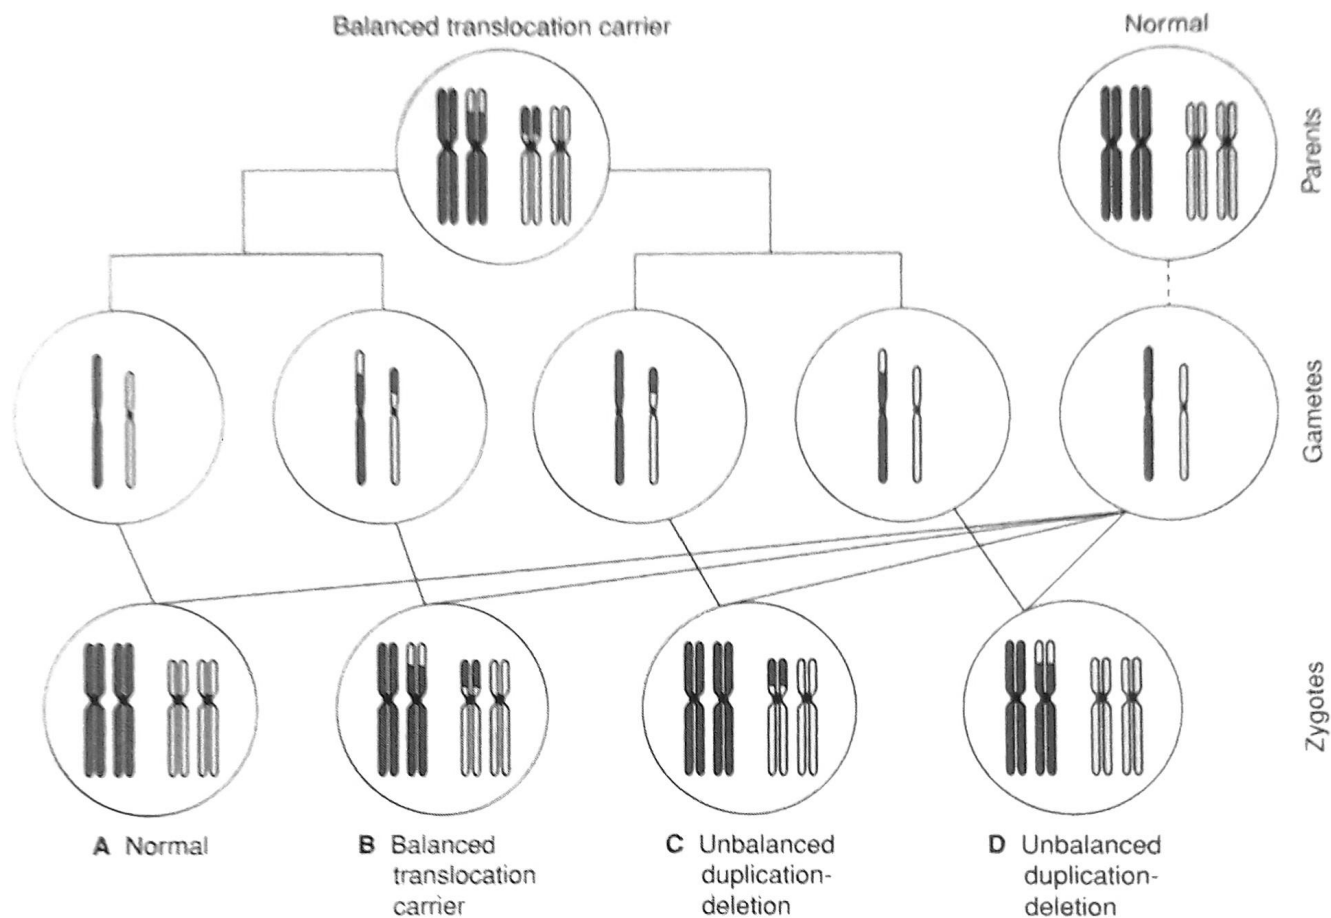 Balanced translocation carrier
Normal
Parents
Gametes
Zygotes
A Normal
B Balanced
translocation
carrier
C Unbalanced
duplication-
deletion
D Unbalanced
duplication-
deletion